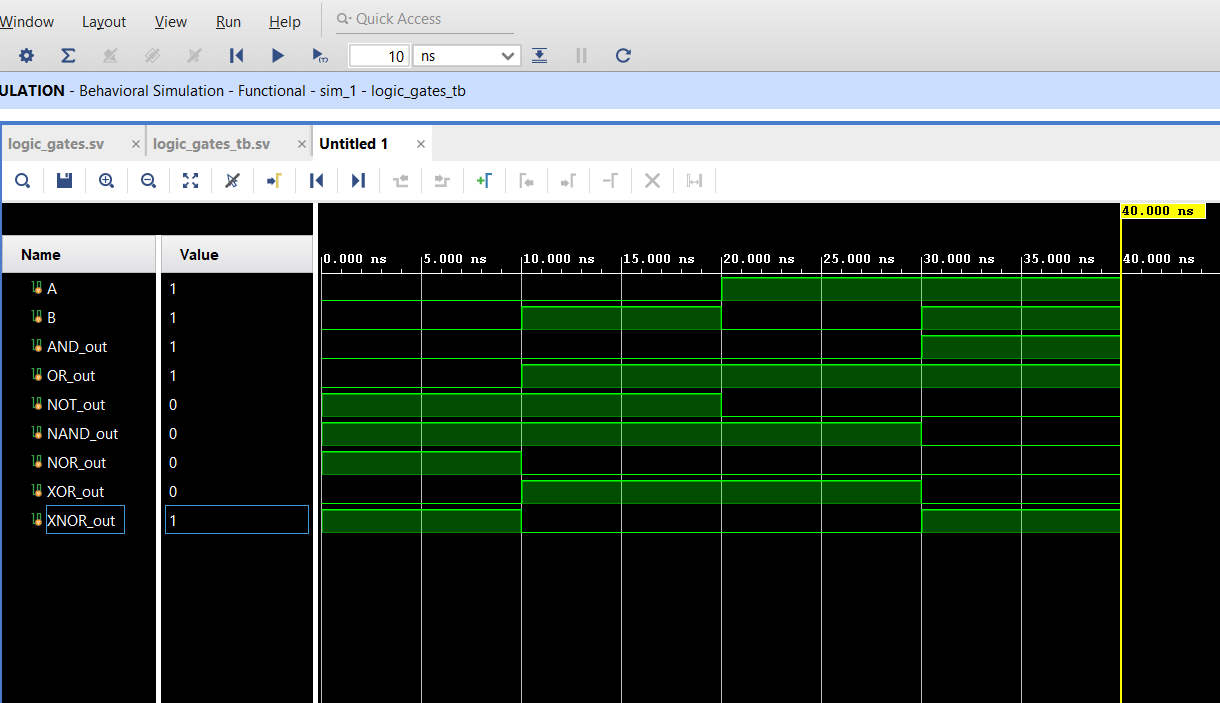 Window Layout View Run Help Quick Access
10 ns
ULATION - Behavioral Simulation - Functional - sim_1 - logic_gates_tb
logic_gates.sv × logic_gates_tb.sv × Untitled 1 ×
40.000 ns
Name Value
0.000 ns 5.000 ns 10.000 ns 15.000 ns 20.000 ns 25.000 ns 30.000 ns 35.000 ns 40.000 ns
A 1
B 1
AND_out 1
OR_out 1
NOT_out 0
NAND_out 0
NOR_out 0
XOR_out 0
XNOR_out 1